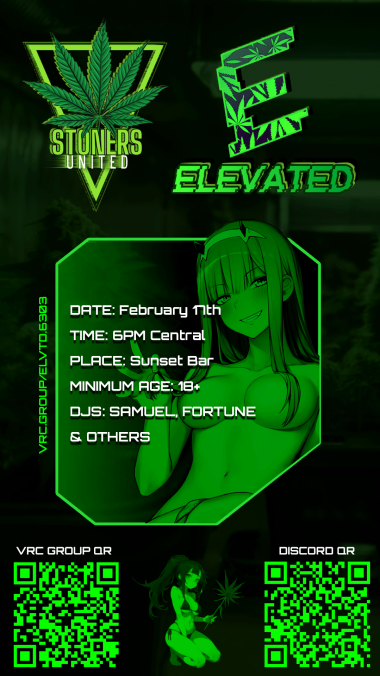 STONERS
UNITED
E
ELEVATED
DATE: February 17th
TIME: 6PM Central
PLACE: Sunset Bar
MINIMUM AGE: 18+
DJS: SAMUEL, FORTUNE
& OTHERS
VRC.GROUP/ELVTD.6303
VRC GROUP QR
DISCORD QR